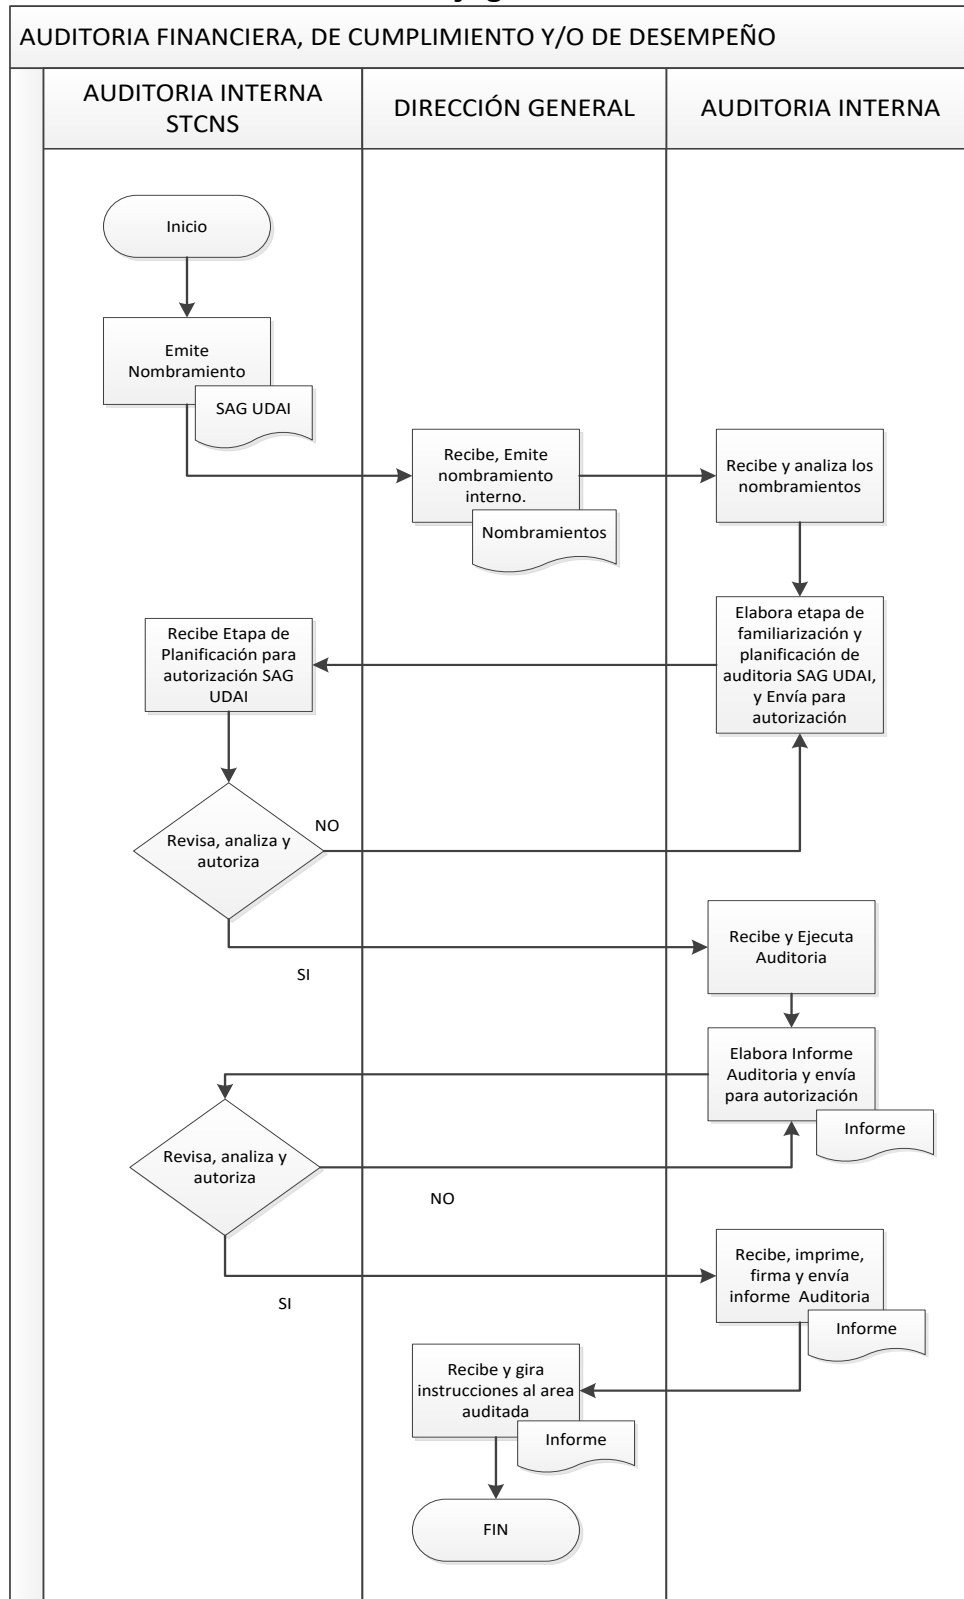 AUDITORIA FINANCIERA, DE CUMPLIMIENTO Y/O DE DESEMPEÑO
AUDITORIA INTERNA
STCNS
DIRECCIÓN GENERAL
AUDITORIA INTERNA
Inicio
Emite
Nombramiento
SAG UDAI
Recibe, Emite
nombramiento
interno.
Nombramientos
Recibe y analiza los
nombramientos
Elabora etapa de
familiarización y
planificación de
auditoria SAG UDAI,
y Envía para
autorización
Recibe Etapa de
Planificación para
autorización SAG
UDAI
Revisa, analiza y
autoriza
NO
SI
Recibe y Ejecuta
Auditoria
Elabora Informe
Auditoria y envía
para autorización
Informe
Revisa, analiza y
autoriza
NO
SI
Recibe, imprime,
firma y envía
informe  Auditoria
Informe
Recibe y gira
instrucciones al area
auditada
Informe
FIN